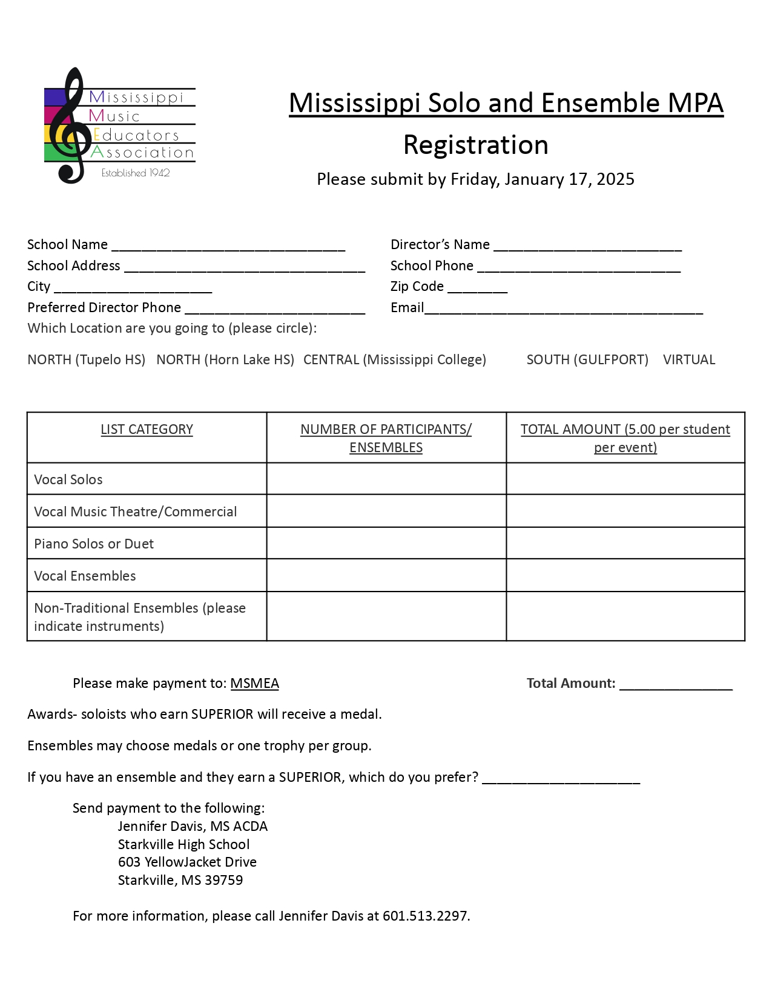 Mississippi
Music
Educators
Association
Established 1942
Mississippi Solo and Ensemble MPA
Registration
Please submit by Friday, January 17, 2025
School Name _______________________________ Director’s Name _________________________
School Address ________________________________ School Phone ___________________________
City _____________________ Zip Code ________
Preferred Director Phone ________________________ Email_____________________________________
Which Location are you going to (please circle):
NORTH (Tupelo HS) NORTH (Horn Lake HS) CENTRAL (Mississippi College) SOUTH (GULFPORT) VIRTUAL
LIST CATEGORY
NUMBER OF PARTICIPANTS/
ENSEMBLES
TOTAL AMOUNT (5.00 per student
per event)
Vocal Solos
Vocal Music Theatre/Commercial
Piano Solos or Duet
Vocal Ensembles
Non-Traditional Ensembles (please
indicate instruments)
Please make payment to: MSMEA Total Amount: _______________
Awards- soloists who earn SUPERIOR will receive a medal.
Ensembles may choose medals or one trophy per group.
If you have an ensemble and they earn a SUPERIOR, which do you prefer? _____________________
Send payment to the following:
Jennifer Davis, MS ACDA
Starkville High School
603 YellowJacket Drive
Starkville, MS 39759
For more information, please call Jennifer Davis at 601.513.2297.